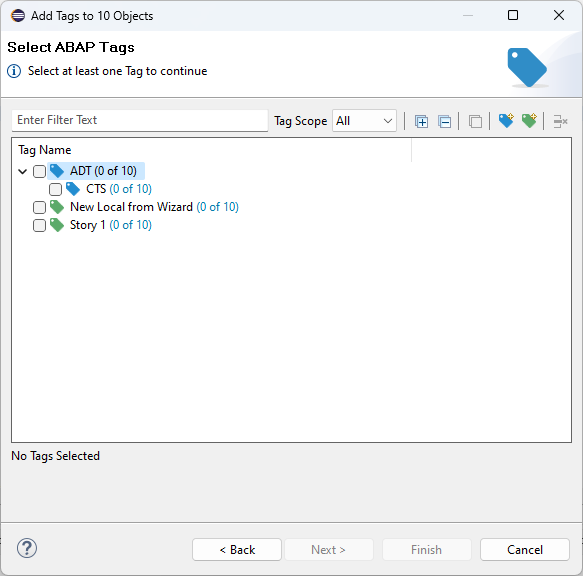 Add Tags to 10 Objects
Select ABAP Tags
Select at least one Tag to continue
Enter Filter Text
Tag Scope All
Tag Name
ADT (0 of 10)
CTS (0 of 10)
New Local from Wizard (0 of 10)
Story 1 (0 of 10)
No Tags Selected
? < Back Next > Finish Cancel